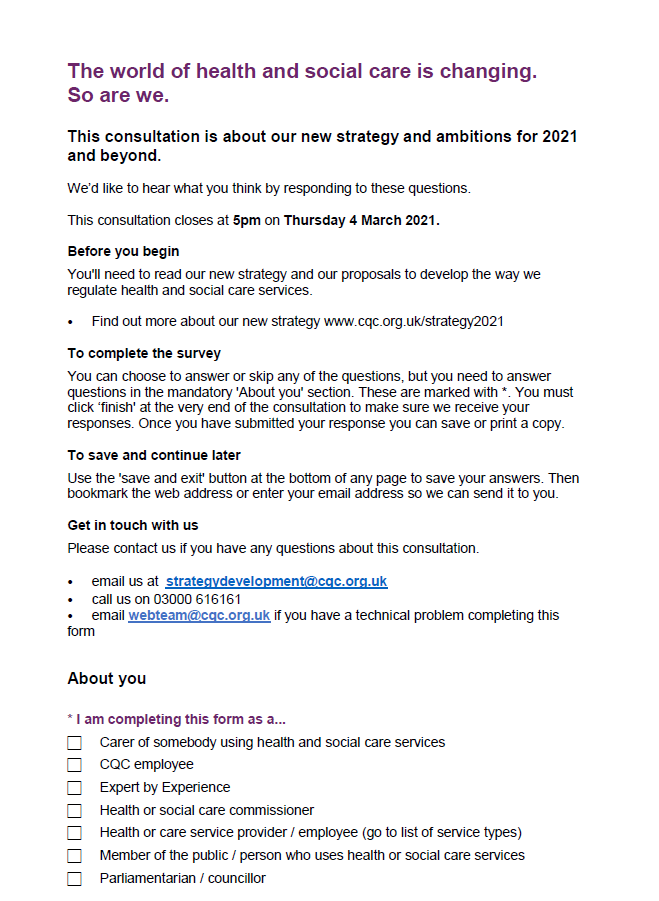 The world of health and social care is changing.
So are we.
This consultation is about our new strategy and ambitions for 2021
and beyond.
We'd like to hear what you think by responding to these questions.
This consultation closes at 5pm on Thursday 4 March 2021.
Before you begin
You'll need to read our new strategy and our proposals to develop the way we
regulate health and social care services.
• Find out more about our new strategy www.cqc.org.uk/strategy2021
To complete the survey
You can choose to answer or skip any of the questions, but you need to answer
questions in the mandatory 'About you' section. These are marked with *. You must
click 'finish' at the very end of the consultation to make sure we receive your
responses. Once you have submitted your response you can save or print a copy.
To save and continue later
Use the 'save and exit' button at the bottom of any page to save your answers. Then
bookmark the web address or enter your email address so we can send it to you.
Get in touch with us
Please contact us if you have any questions about this consultation.
• email us at strategydevelopment@cqc.org.uk
• call us on 03000 616161
• email webteam@cqc.org.uk if you have a technical problem completing this
form
About you
* I am completing this form as a...
Carer of somebody using health and social care services
CQC employee
Expert by Experience
Health or social care commissioner
Health or care service provider / employee (go to list of service types)
Member of the public / person who uses health or social care services
Parliamentarian / councillor